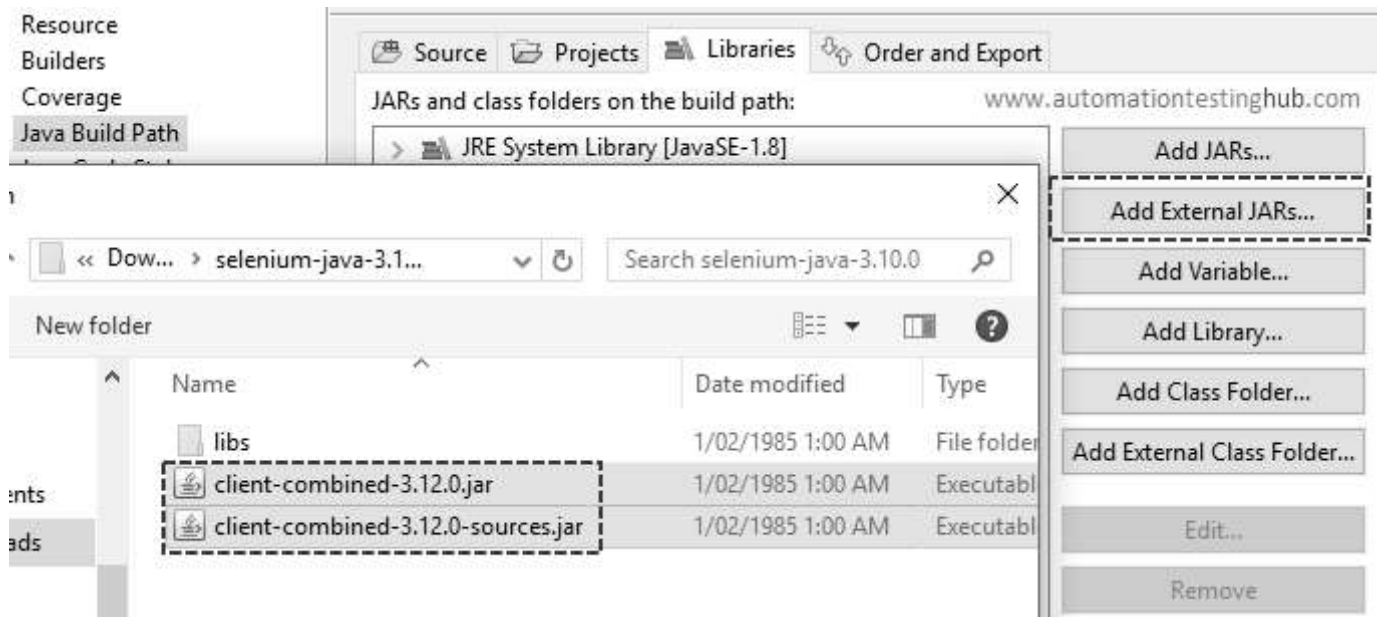 Resource
Builders
Coverage
Java Build Path
Source
Projects
Libraries
Order and Export
JARs and class folders on the build path:
www.automationtestinghub.com
JRE System Library [JavaSE-1.8]
Add JARs...
Add External JARs...
Add Variable...
Add Library...
Add Class Folder...
Add External Class Folder...
Edit...
Remove
« Dow... › selenium-java-3.1...
Search selenium-java-3.10.0
New folder
Name Date modified Type
libs 1/02/1985 1:00 AM File folder
client-combined-3.12.0.jar 1/02/1985 1:00 AM Executabl
client-combined-3.12.0-sources.jar 1/02/1985 1:00 AM Executabl
ents
ads